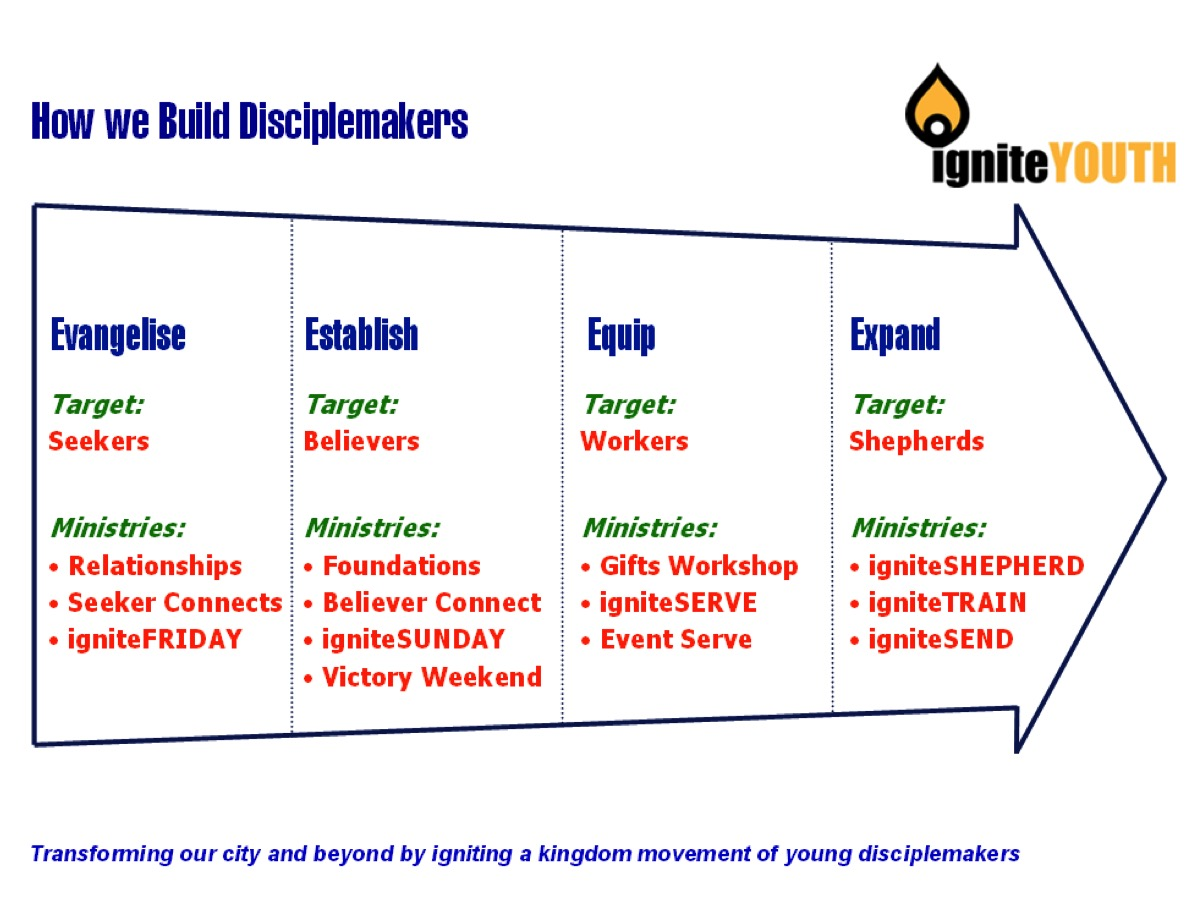 How we Build Disciplemakers
igniteYOUTH
Evangelise
Target:
Seekers
Ministries:
• Relationships
• Seeker Connects
• igniteFRIDAY
Establish
Target:
Believers
Ministries:
• Foundations
• Believer Connect
• igniteSUNDAY
• Victory Weekend
Equip
Target:
Workers
Ministries:
• Gifts Workshop
• igniteSERVE
• Event Serve
Expand
Target:
Shepherds
Ministries:
• igniteSHEPHERD
• igniteTRAIN
• igniteSEND
Transforming our city and beyond by igniting a kingdom movement of young disciplemakers